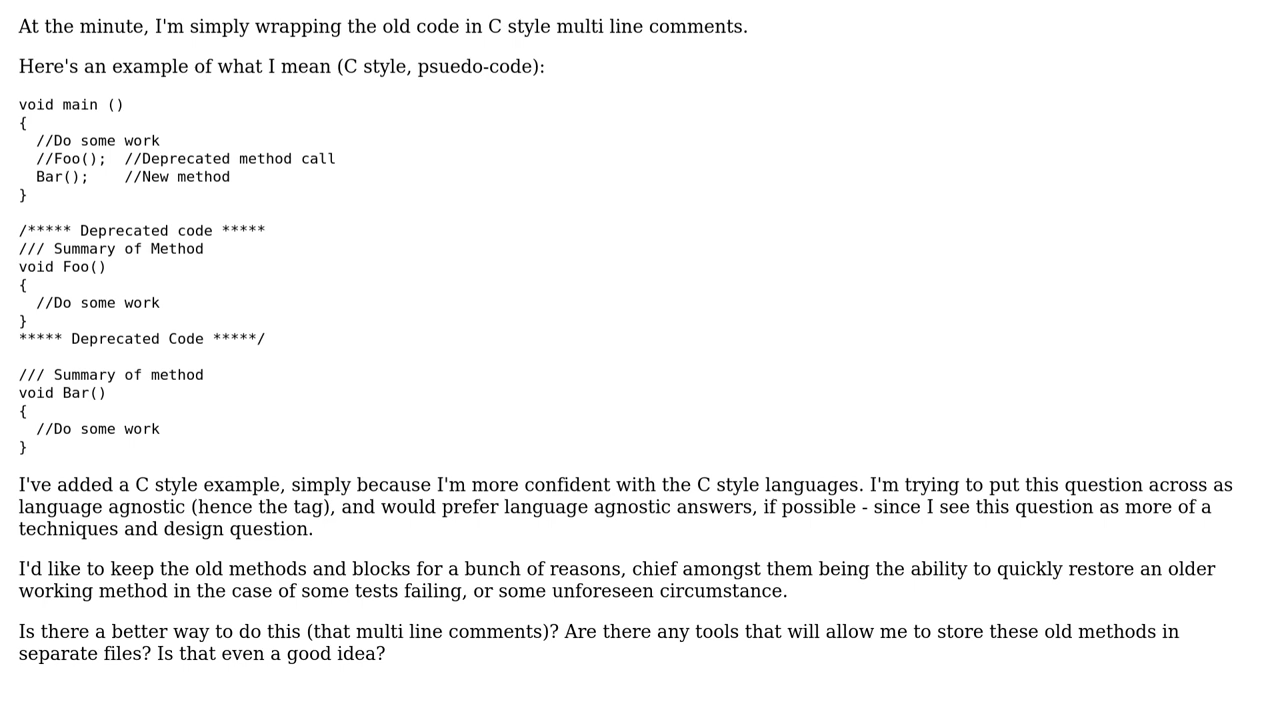 At the minute, I'm simply wrapping the old code in C style multi line comments.
Here's an example of what I mean (C style, psuedo-code):
void main ()
{
  //Do some work
  //Foo();  //Deprecated method call
  Bar();    //New method
}
/***** Deprecated code *****
/// Summary of Method
void Foo()
{
  //Do some work
}
***** Deprecated Code *****/
/// Summary of method
void Bar()
{
  //Do some work
}
I've added a C style example, simply because I'm more confident with the C style languages. I'm trying to put this question across as
language agnostic (hence the tag), and would prefer language agnostic answers, if possible - since I see this question as more of a
techniques and design question.
I'd like to keep the old methods and blocks for a bunch of reasons, chief amongst them being the ability to quickly restore an older
working method in the case of some tests failing, or some unforeseen circumstance.
Is there a better way to do this (that multi line comments)? Are there any tools that will allow me to store these old methods in
separate files? Is that even a good idea?